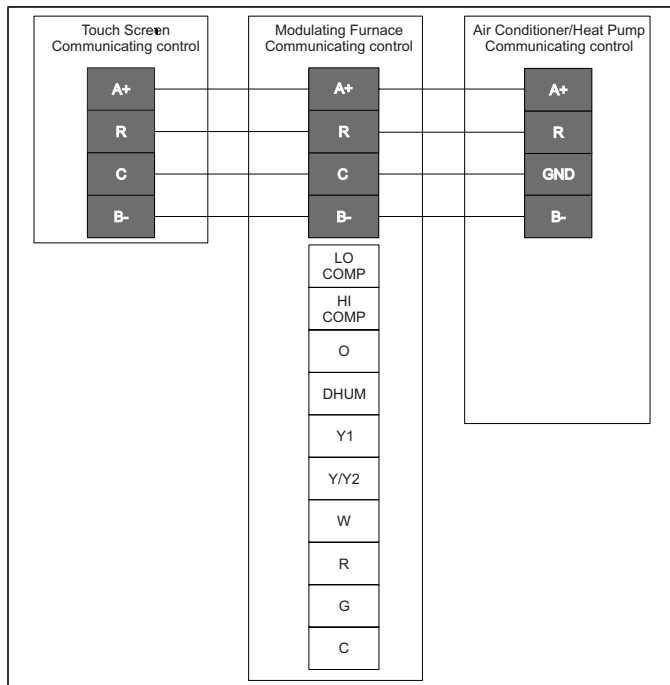 Touch Screen
Communicating control
A+
R
C
B-
Modulating Furnace
Communicating control
A+
R
C
B-
LO
COMP
HI
COMP
O
DHUM
Y1
Y/Y2
W
R
G
C
Air Conditioner/Heat Pump
Communicating control
A+
R
GND
B-